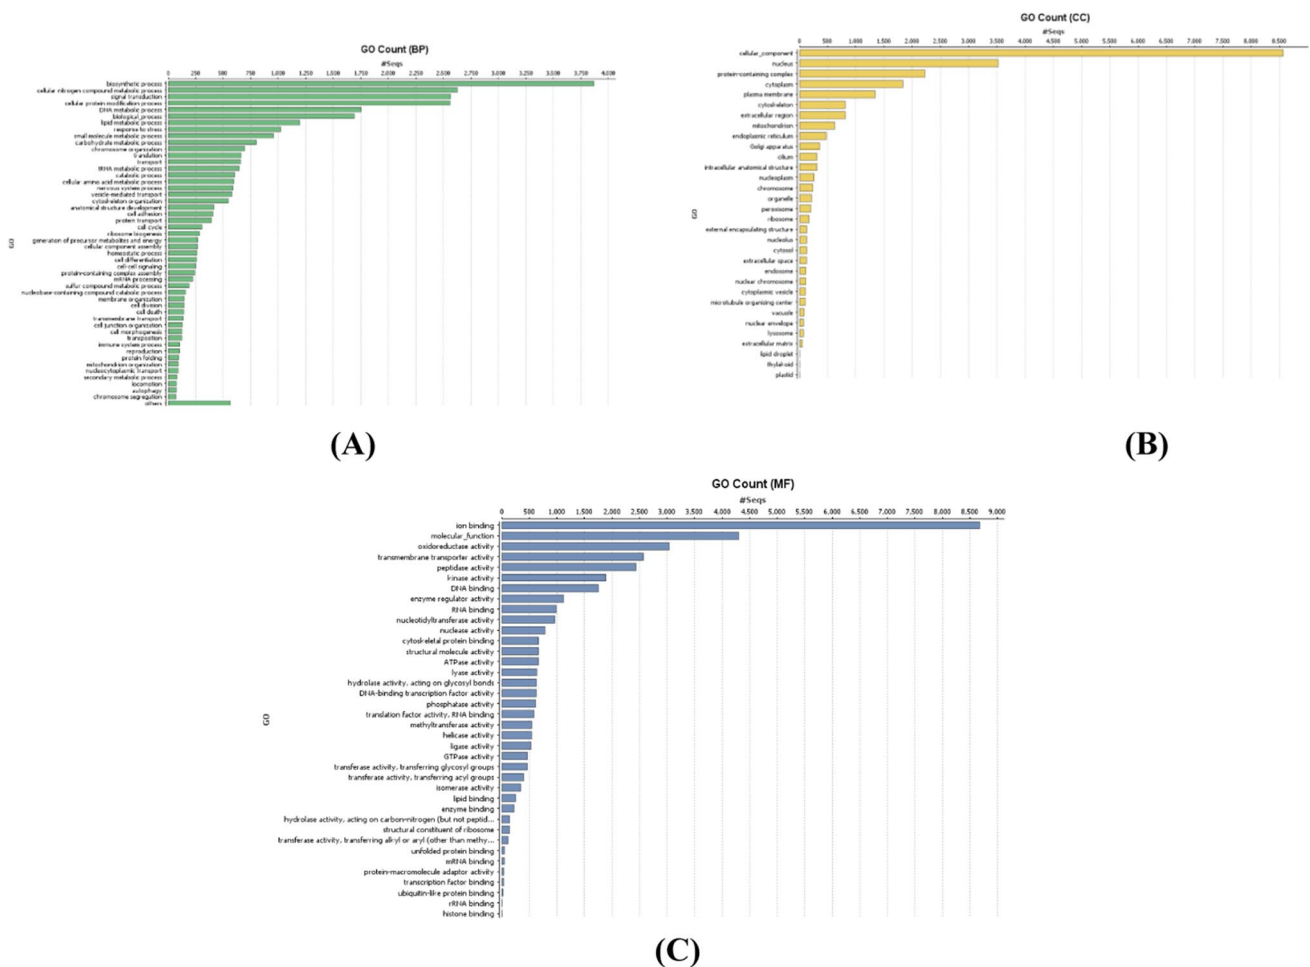 GO Count (BP)
#Seqs
0 250 500 750 1,000 1,250 1,500 1,750 2,000 2,250 2,500 2,750 3,000 3,250 3,500 3,750 4,000
GO
biosynthetic process
cellular nitrogen compound metabolic process
signal transduction
cellular protein modification process
DNA metabolic process
biological_process
lipid metabolic process
response to stress
small molecule metabolic process
carbohydrate metabolic process
chromosome organization
translation
transport
tRNA metabolic process
catabolic process
cellular amino acid metabolic process
nervous system process
vesicle-mediated transport
cytoskeleton organization
anatomical structure development
cell adhesion
protein transport
cell cycle
ribosome biogenesis
generation of precursor metabolites and energy
cellular component assembly
homeostatic process
cell differentiation
cell-cell signaling
protein-containing complex assembly
mRNA processing
sulfur compound metabolic process
nucleobase-containing compound catabolic process
membrane organization
cell division
cell death
transmembrane transport
cell junction organization
cell morphogenesis
transposition
immune system process
reproduction
protein folding
mitochondrion organization
nucleocytoplasmic transport
secondary metabolic process
locomotion
autophagy
chromosome segregation
others
(A)
GO Count (CC)
#Seqs
0 500 1,000 1,500 2,000 2,500 3,000 3,500 4,000 4,500 5,000 5,500 6,000 6,500 7,000 7,500 8,000 8,500
GO
cellular_component
nucleus
protein-containing complex
cytoplasm
plasma membrane
cytoskeleton
extracellular region
mitochondrion
endoplasmic reticulum
Golgi apparatus
cilium
intracellular anatomical structure
nucleoplasm
chromosome
organelle
peroxisome
ribosome
external encapsulating structure
nucleolus
cytosol
extracellular space
endosome
nuclear chromosome
cytoplasmic vesicle
microtubule organizing center
vacuole
nuclear envelope
lysosome
extracellular matrix
lipid droplet
thylakoid
plastid
(B)
GO Count (MF)
#Seqs
0 500 1,000 1,500 2,000 2,500 3,000 3,500 4,000 4,500 5,000 5,500 6,000 6,500 7,000 7,500 8,000 8,500 9,000
GO
ion binding
molecular_function
oxidoreductase activity
transmembrane transporter activity
peptidase activity
kinase activity
DNA binding
enzyme regulator activity
RNA binding
nucleotidyltransferase activity
nuclease activity
cytoskeletal protein binding
structural molecule activity
ATPase activity
lyase activity
hydrolase activity, acting on glycosyl bonds
DNA-binding transcription factor activity
phosphatase activity
translation factor activity, RNA binding
methyltransferase activity
helicase activity
ligase activity
GTPase activity
transferase activity, transferring glycosyl groups
transferase activity, transferring acyl groups
isomerase activity
lipid binding
enzyme binding
hydrolase activity, acting on carbon-nitrogen (but not peptid...
structural constituent of ribosome
transferase activity, transferring alkyl or aryl (other than methy...
unfolded protein binding
mRNA binding
protein-macromolecule adaptor activity
transcription factor binding
ubiquitin-like protein binding
rRNA binding
histone binding
(C)